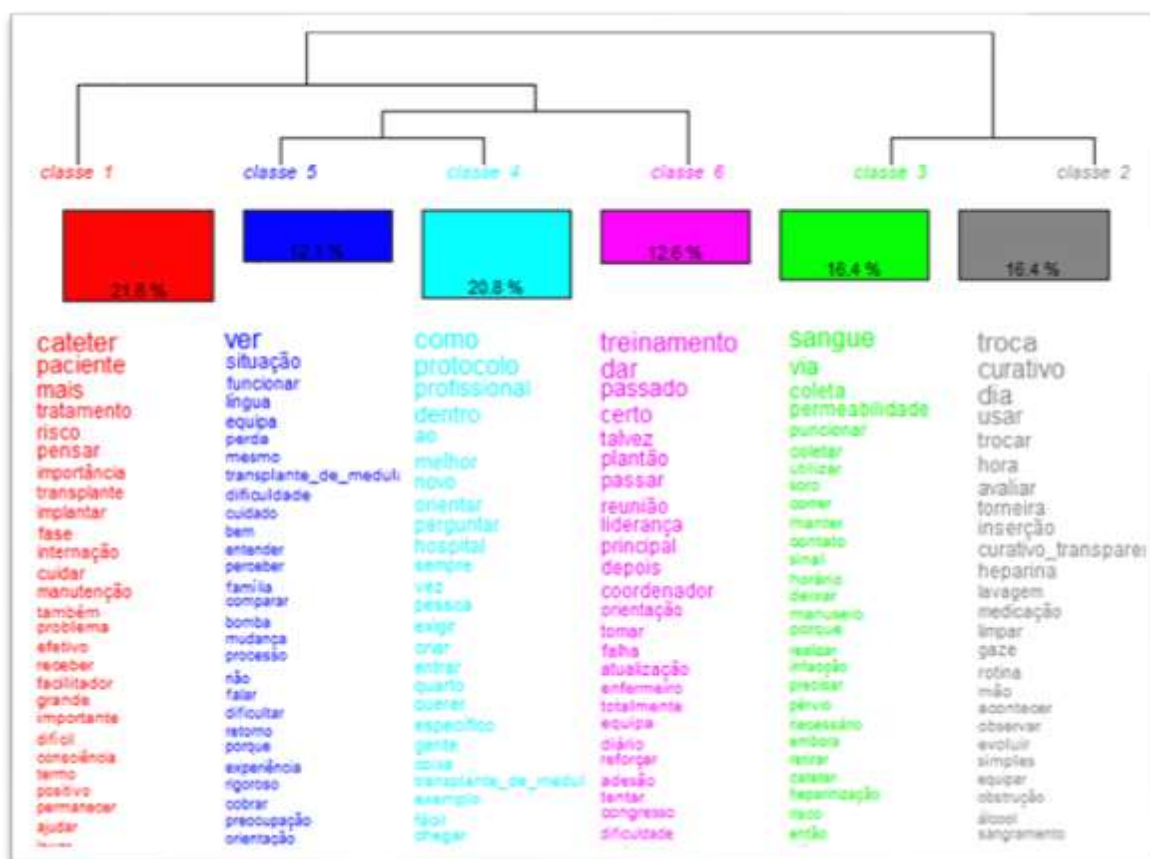 classe 1
classe 5
classe 4
classe 6
classe 3
classe 2
21.6 %
12.1 %
20.8 %
12.6 %
16.4 %
16.4 %
cateter
paciente
mais
tratamento
risco
pensar
importância
transplante
implantar
fase
internação
cuidar
manutenção
também
problema
efetivo
receber
facilitador
grande
importante
difícil
consciência
termo
positivo
permanecer
ajudar
ver
situação
funcionar
língua
equipa
perda
mesmo
transplante_de_medul
dificuldade
cuidado
bem
entender
perceber
família
comparar
bomba
mudança
processo
não
falar
dificultar
retorno
porque
experiência
rigoroso
cobrar
preocupação
orientação
como
protocolo
profissional
dentro
ao
melhor
novo
orientar
perguntar
hospital
sempre
vez
pessoa
exigir
criar
entrar
quarto
querer
específico
gente
coisa
transplante_de_medul
exemplo
fácil
chegar
treinamento
dar
passado
certo
talvez
plantão
passar
reunião
liderança
principal
depois
coordenador
orientação
tomar
falha
atualização
enfermeiro
totalmente
equipa
diário
reforçar
adesão
tentar
congresso
dificuldade
sangue
via
coleta
permeabilidade
puncionar
coletar
utilizar
soro
correr
manter
contato
sinal
horário
deixar
manuseio
porque
realizar
infecção
precisar
pérvio
necessário
embora
retirar
cateter
heparinização
risco
então
troca
curativo
dia
usar
trocar
hora
avaliar
torneira
inserção
curativo_transparei
heparina
lavagem
medicação
limpar
gaze
rotina
mão
acontecer
observar
evoluir
simples
equipar
obstrução
álcool
sangramento